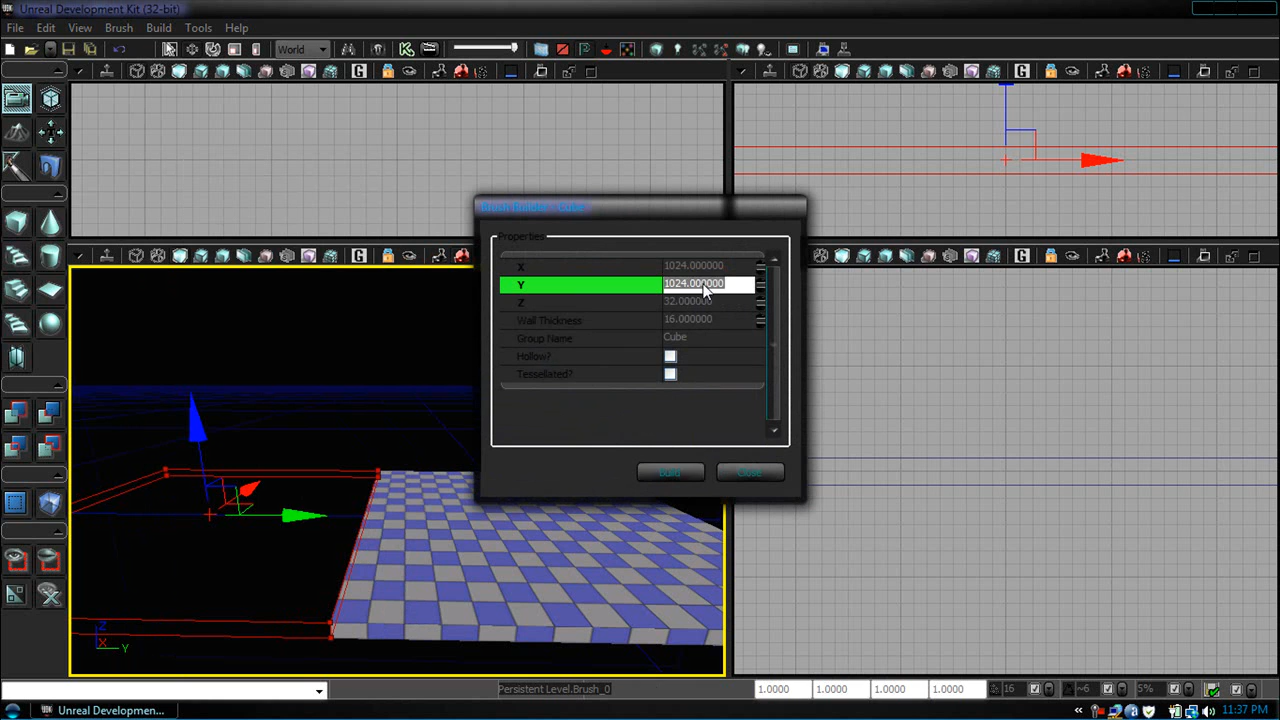 Unreal Development Kit (32-bit)
File Edit View Brush Build Tools Help
World
G G
Brush Builder - Cube
Properties
X 1024.000000
Y 1024.000000
Z 32.000000
Wall Thickness 16.000000
Group Name Cube
Hollow?
Tessellated?
Build Close
G G
Z
X Y
Persistent Level.Brush_0 1.0000 1.0000 1.0000 1.0000 16 ~6 5%
Unreal Developmen... 11:37 PM